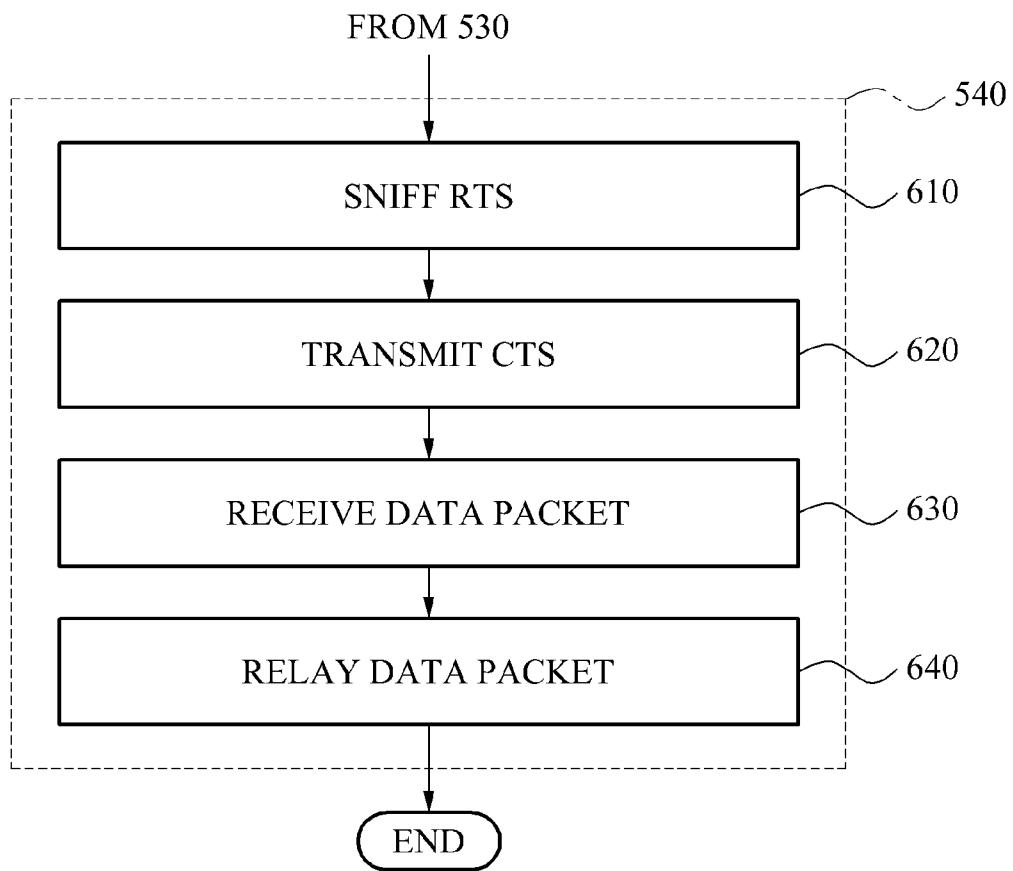 FROM 530
540
SNIFF RTS
610
TRANSMIT CTS
620
RECEIVE DATA PACKET
630
RELAY DATA PACKET
640
END